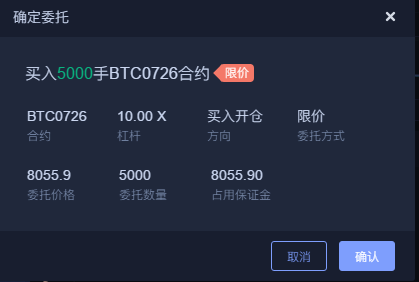 确定委托
买入5000手BTC0726合约 限价
BTC0726 10.00 X 买入开仓 限价
合约 杠杆 方向 委托方式
8055.9 5000 8055.90
委托价格 委托数量 占用保证金
取消 确认